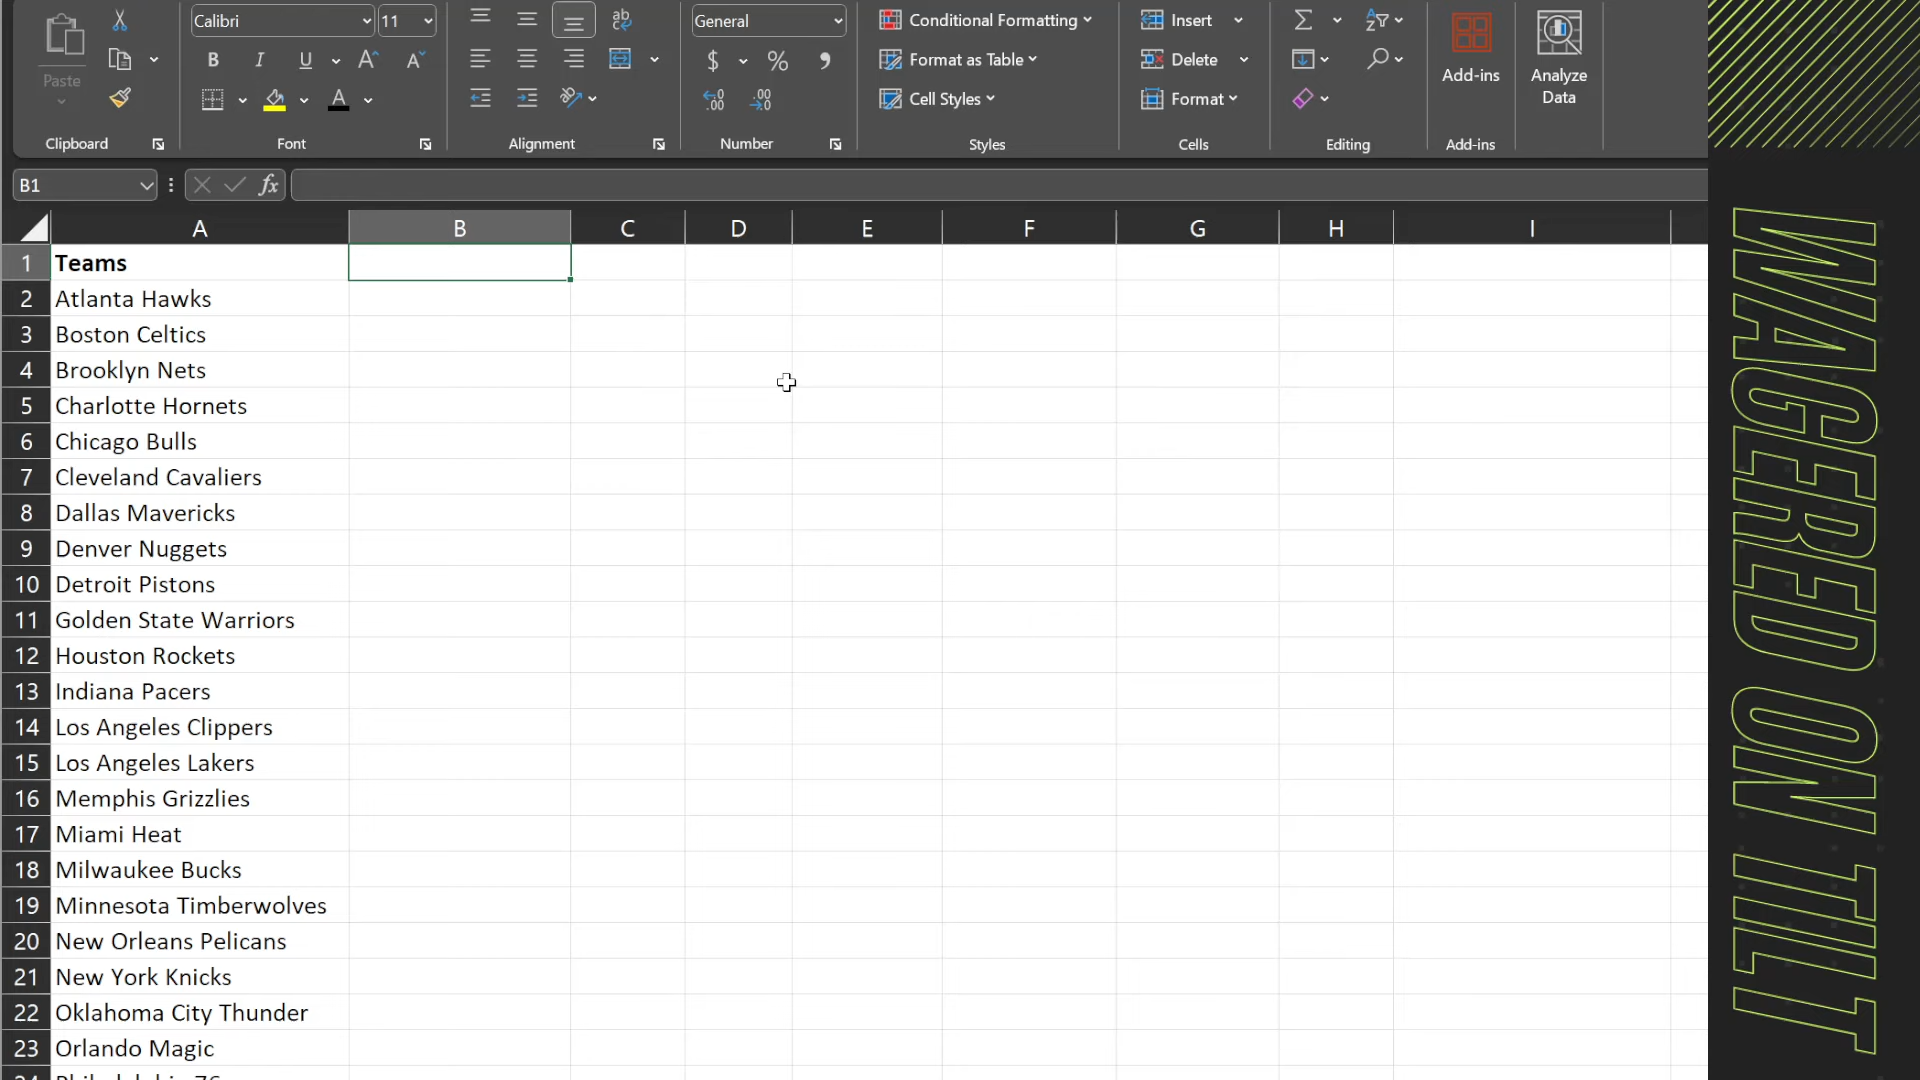 Calibri
11
General
Conditional Formatting
Insert
Paste
B I U
$ %
Format as Table
Delete
Add-ins
Analyze
Data
Cell Styles
Format
Clipboard
Font
Alignment
Number
Styles
Cells
Editing
Add-ins
B1
fx
A B C D E F G H I
1 Teams
2 Atlanta Hawks
3 Boston Celtics
4 Brooklyn Nets
5 Charlotte Hornets
6 Chicago Bulls
7 Cleveland Cavaliers
8 Dallas Mavericks
9 Denver Nuggets
10 Detroit Pistons
11 Golden State Warriors
12 Houston Rockets
13 Indiana Pacers
14 Los Angeles Clippers
15 Los Angeles Lakers
16 Memphis Grizzlies
17 Miami Heat
18 Milwaukee Bucks
19 Minnesota Timberwolves
20 New Orleans Pelicans
21 New York Knicks
22 Oklahoma City Thunder
23 Orlando Magic
WAGERED ON TILT